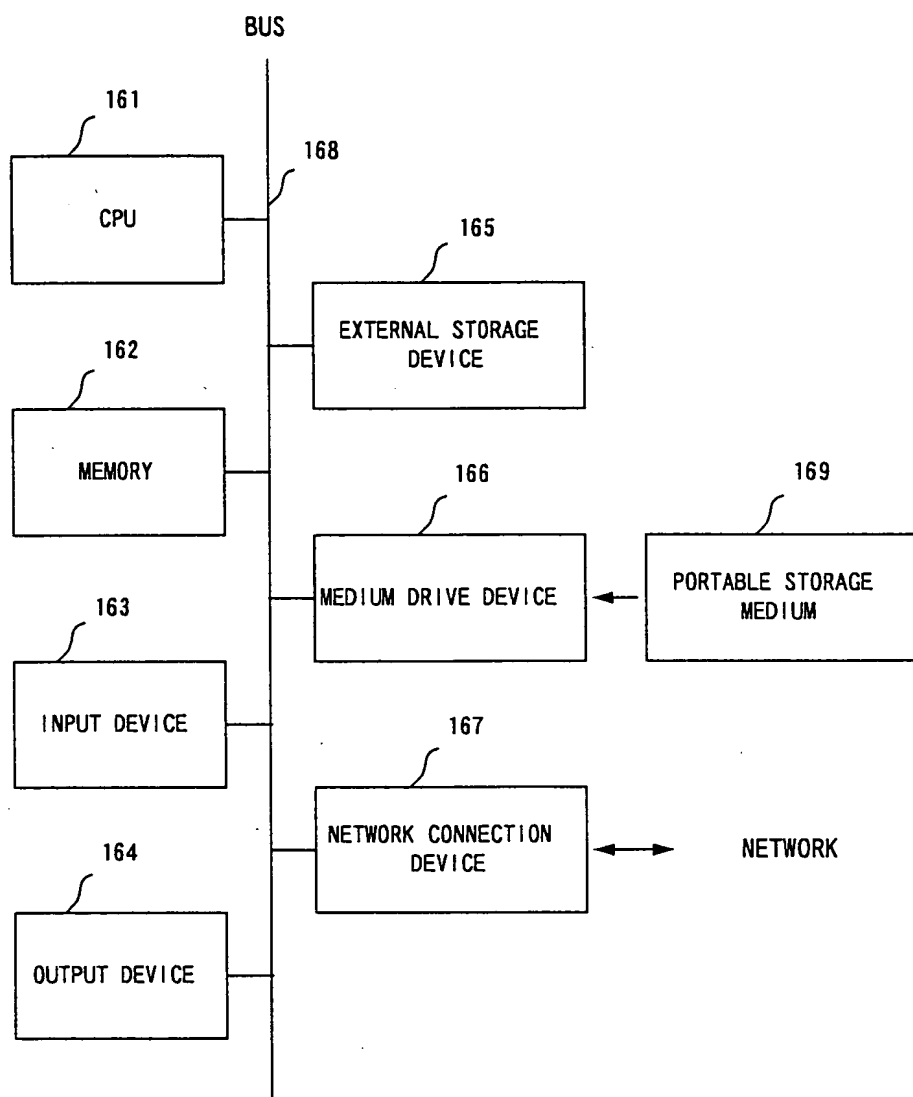 BUS
161
168
CPU
165
EXTERNAL STORAGE
DEVICE
162
MEMORY
166
169
MEDIUM DRIVE DEVICE
PORTABLE STORAGE
MEDIUM
163
INPUT DEVICE
167
NETWORK CONNECTION
DEVICE
NETWORK
164
OUTPUT DEVICE